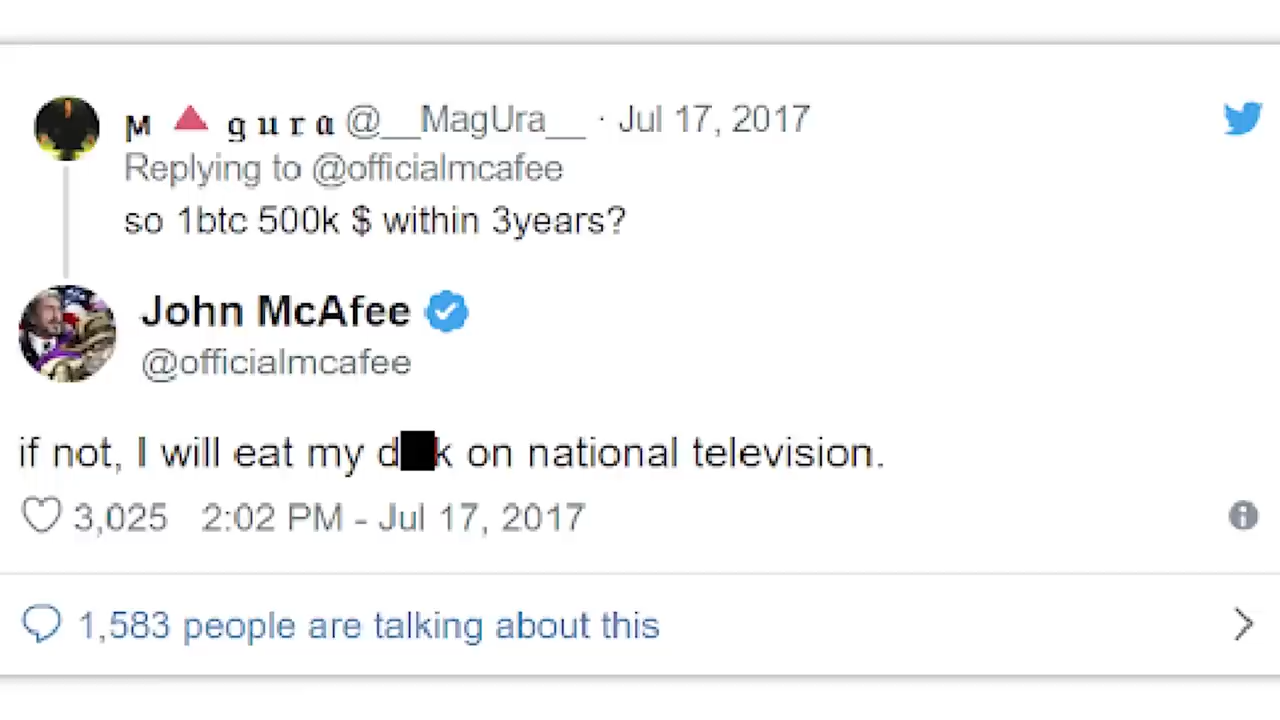 M🔺gura @__MagUra__ · Jul 17, 2017
Replying to @officialmcafee
so 1btc 500k $ within 3years?
John McAfee
@officialmcafee
if not, I will eat my d█k on national television.
3,025 2:02 PM - Jul 17, 2017
1,583 people are talking about this